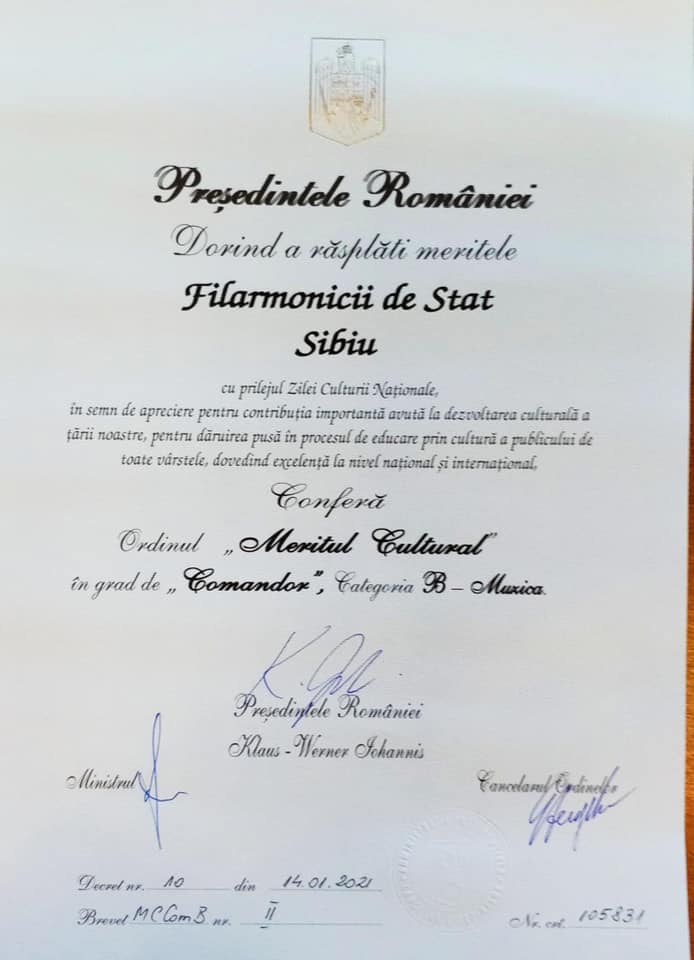 Președintele României
Dorind a răsplăti meritele
Filarmonicii de Stat
Sibiu
cu prilejul Zilei Culturii Naționale,
în semn de apreciere pentru contribuția importantă avută la dezvoltarea culturală a
țării noastre, pentru dăruirea pusă în procesul de educare prin cultură a publicului de
toate vârstele, dovedind excelență la nivel național și internațional,
Conferă
Ordinul „Meritul Cultural”
în grad de „Comandor”, Categoria B – Muzica.
Președintele României
Klaus - Werner Iohannis
Ministrul
Cancelarul Ordinelor
Decret nr. 10 din 14.01.2021
Brevet MCComB nr. II
Nr. crt. 105831